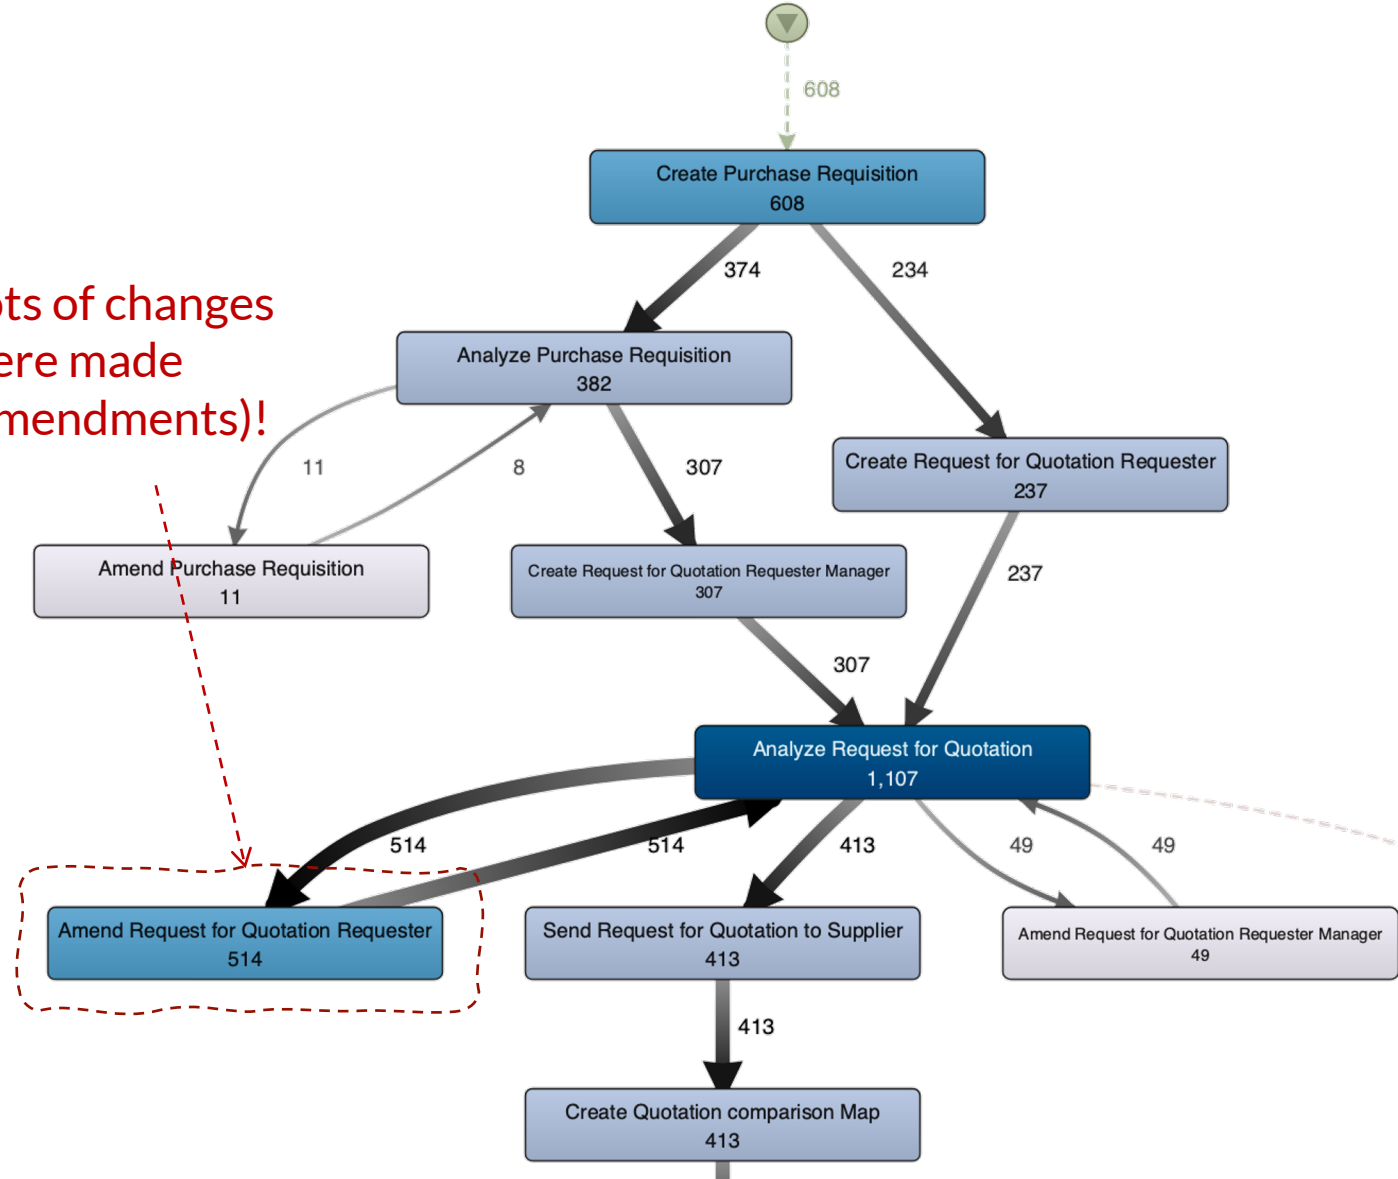 608
Create Purchase Requisition
608
374
234
ots of changes
ere made
mendments)!
Analyze Purchase Requisition
382
11
8
307
Create Request for Quotation Requester
237
Amend Purchase Requisition
11
Create Request for Quotation Requester Manager
307
237
307
Analyze Request for Quotation
1,107
514
514
413
49
49
Amend Request for Quotation Requester
514
Send Request for Quotation to Supplier
413
Amend Request for Quotation Requester Manager
49
413
Create Quotation comparison Map
413